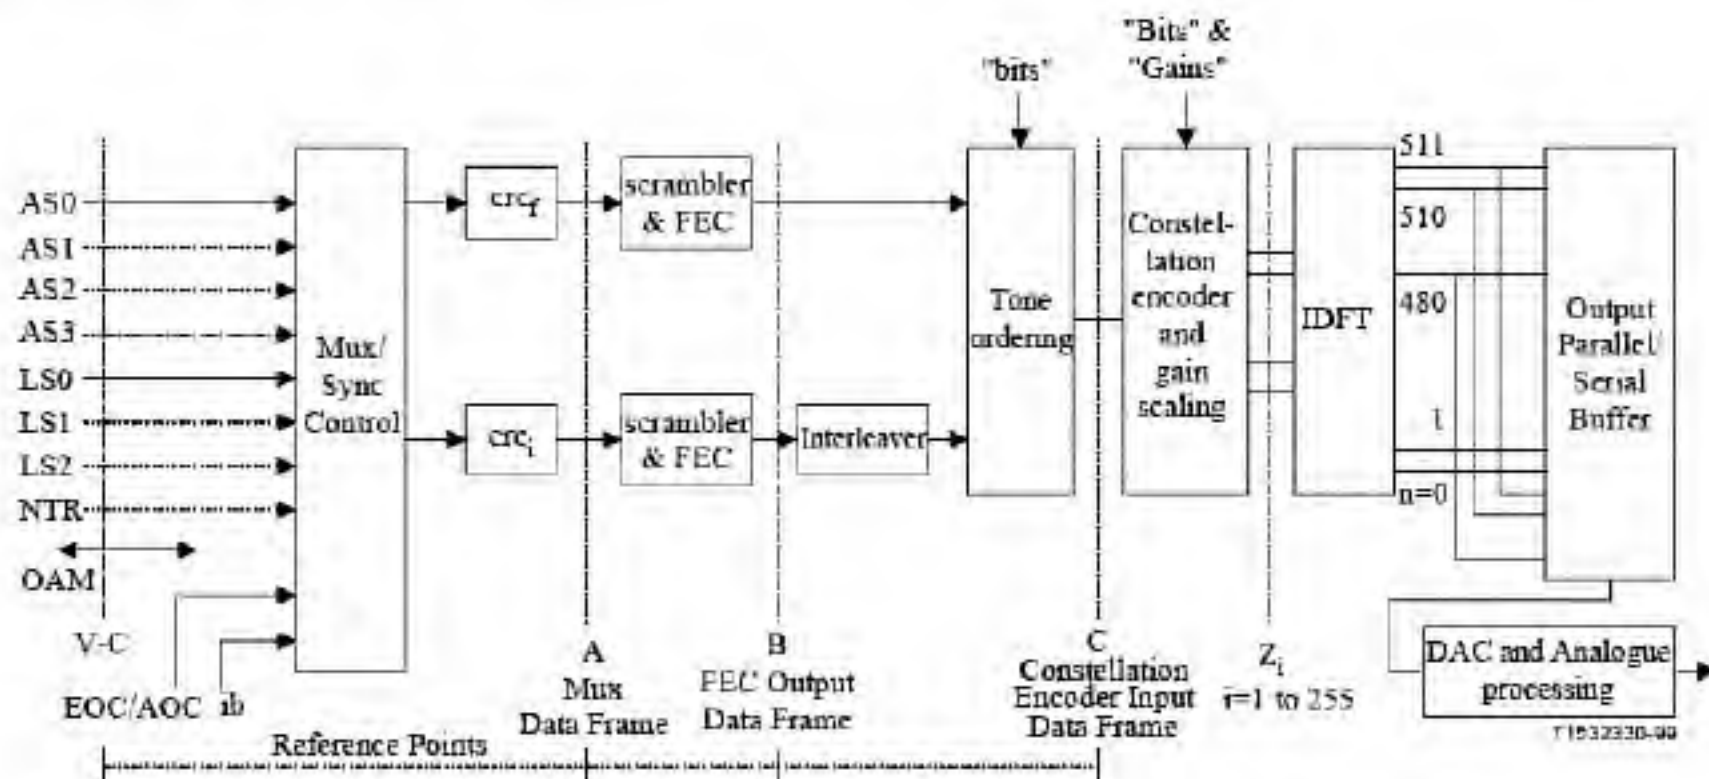 "Bits" &
"Gains"
"bits"
511
AS0
AS1
AS2
AS3
LS0
LS1
LS2
NTR
OAM
V-C
EOC/AOC ib
Mux/
Sync
Control
crcf
crci
scrambler
& FEC
scrambler
& FEC
Interleaver
Tone
ordering
Constel-
lation
encoder
and
gain
scaling
IDFT
510
480
1
n=0
Output
Parallel/
Serial
Buffer
DAC and Analogue
processing
A
Mux
Data Frame
B
FEC Output
Data Frame
C
Constellation
Encoder Input
Data Frame
Zi
i=1 to 255
Reference Points
T1532330-99